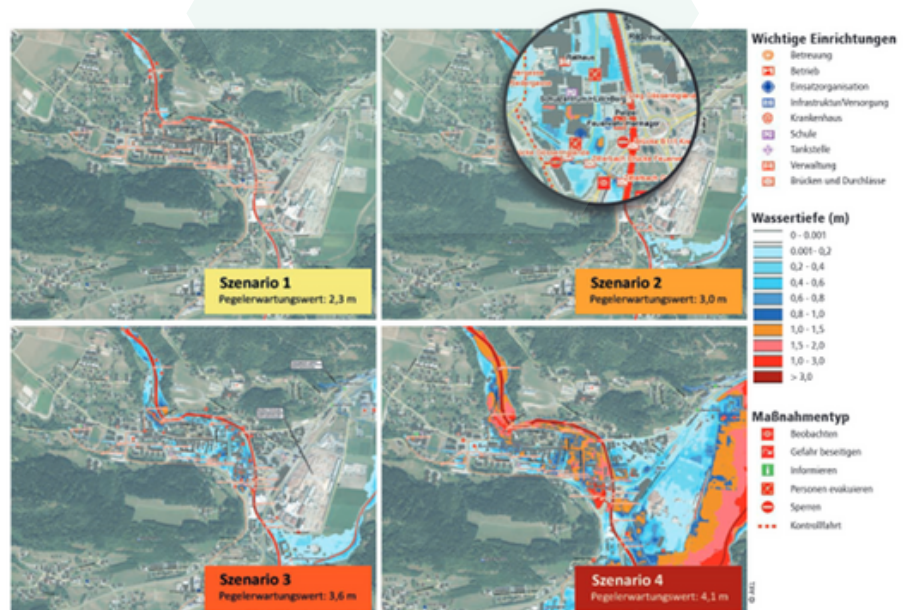 Szenario 1
Pegelerwartungswert: 2,3 m
Rathaus
Szenario 2
Pegelerwartungswert: 3,0 m
Szenario 3
Pegelerwartungswert: 3,6 m
Szenario 4
Pegelerwartungswert: 4,1 m
Wichtige Einrichtungen
Betreuung
Betrieb
Einsatzorganisation
Infrastruktur/Versorgung
Krankenhaus
Schule
Tankstelle
Verwaltung
Brücken und Durchlässe
Wassertiefe (m)
0 - 0.001
0.001- 0,2
0,2 - 0,4
0,4 - 0,6
0,6 - 0,8
0,8 - 1,0
1,0 - 1,5
1,5 - 2,0
1,0 - 3,0
> 3,0
Maßnahmentyp
Beobachten
Gefahr beseitigen
Informieren
Personen evakuieren
Sperren
Kontrollfahrt